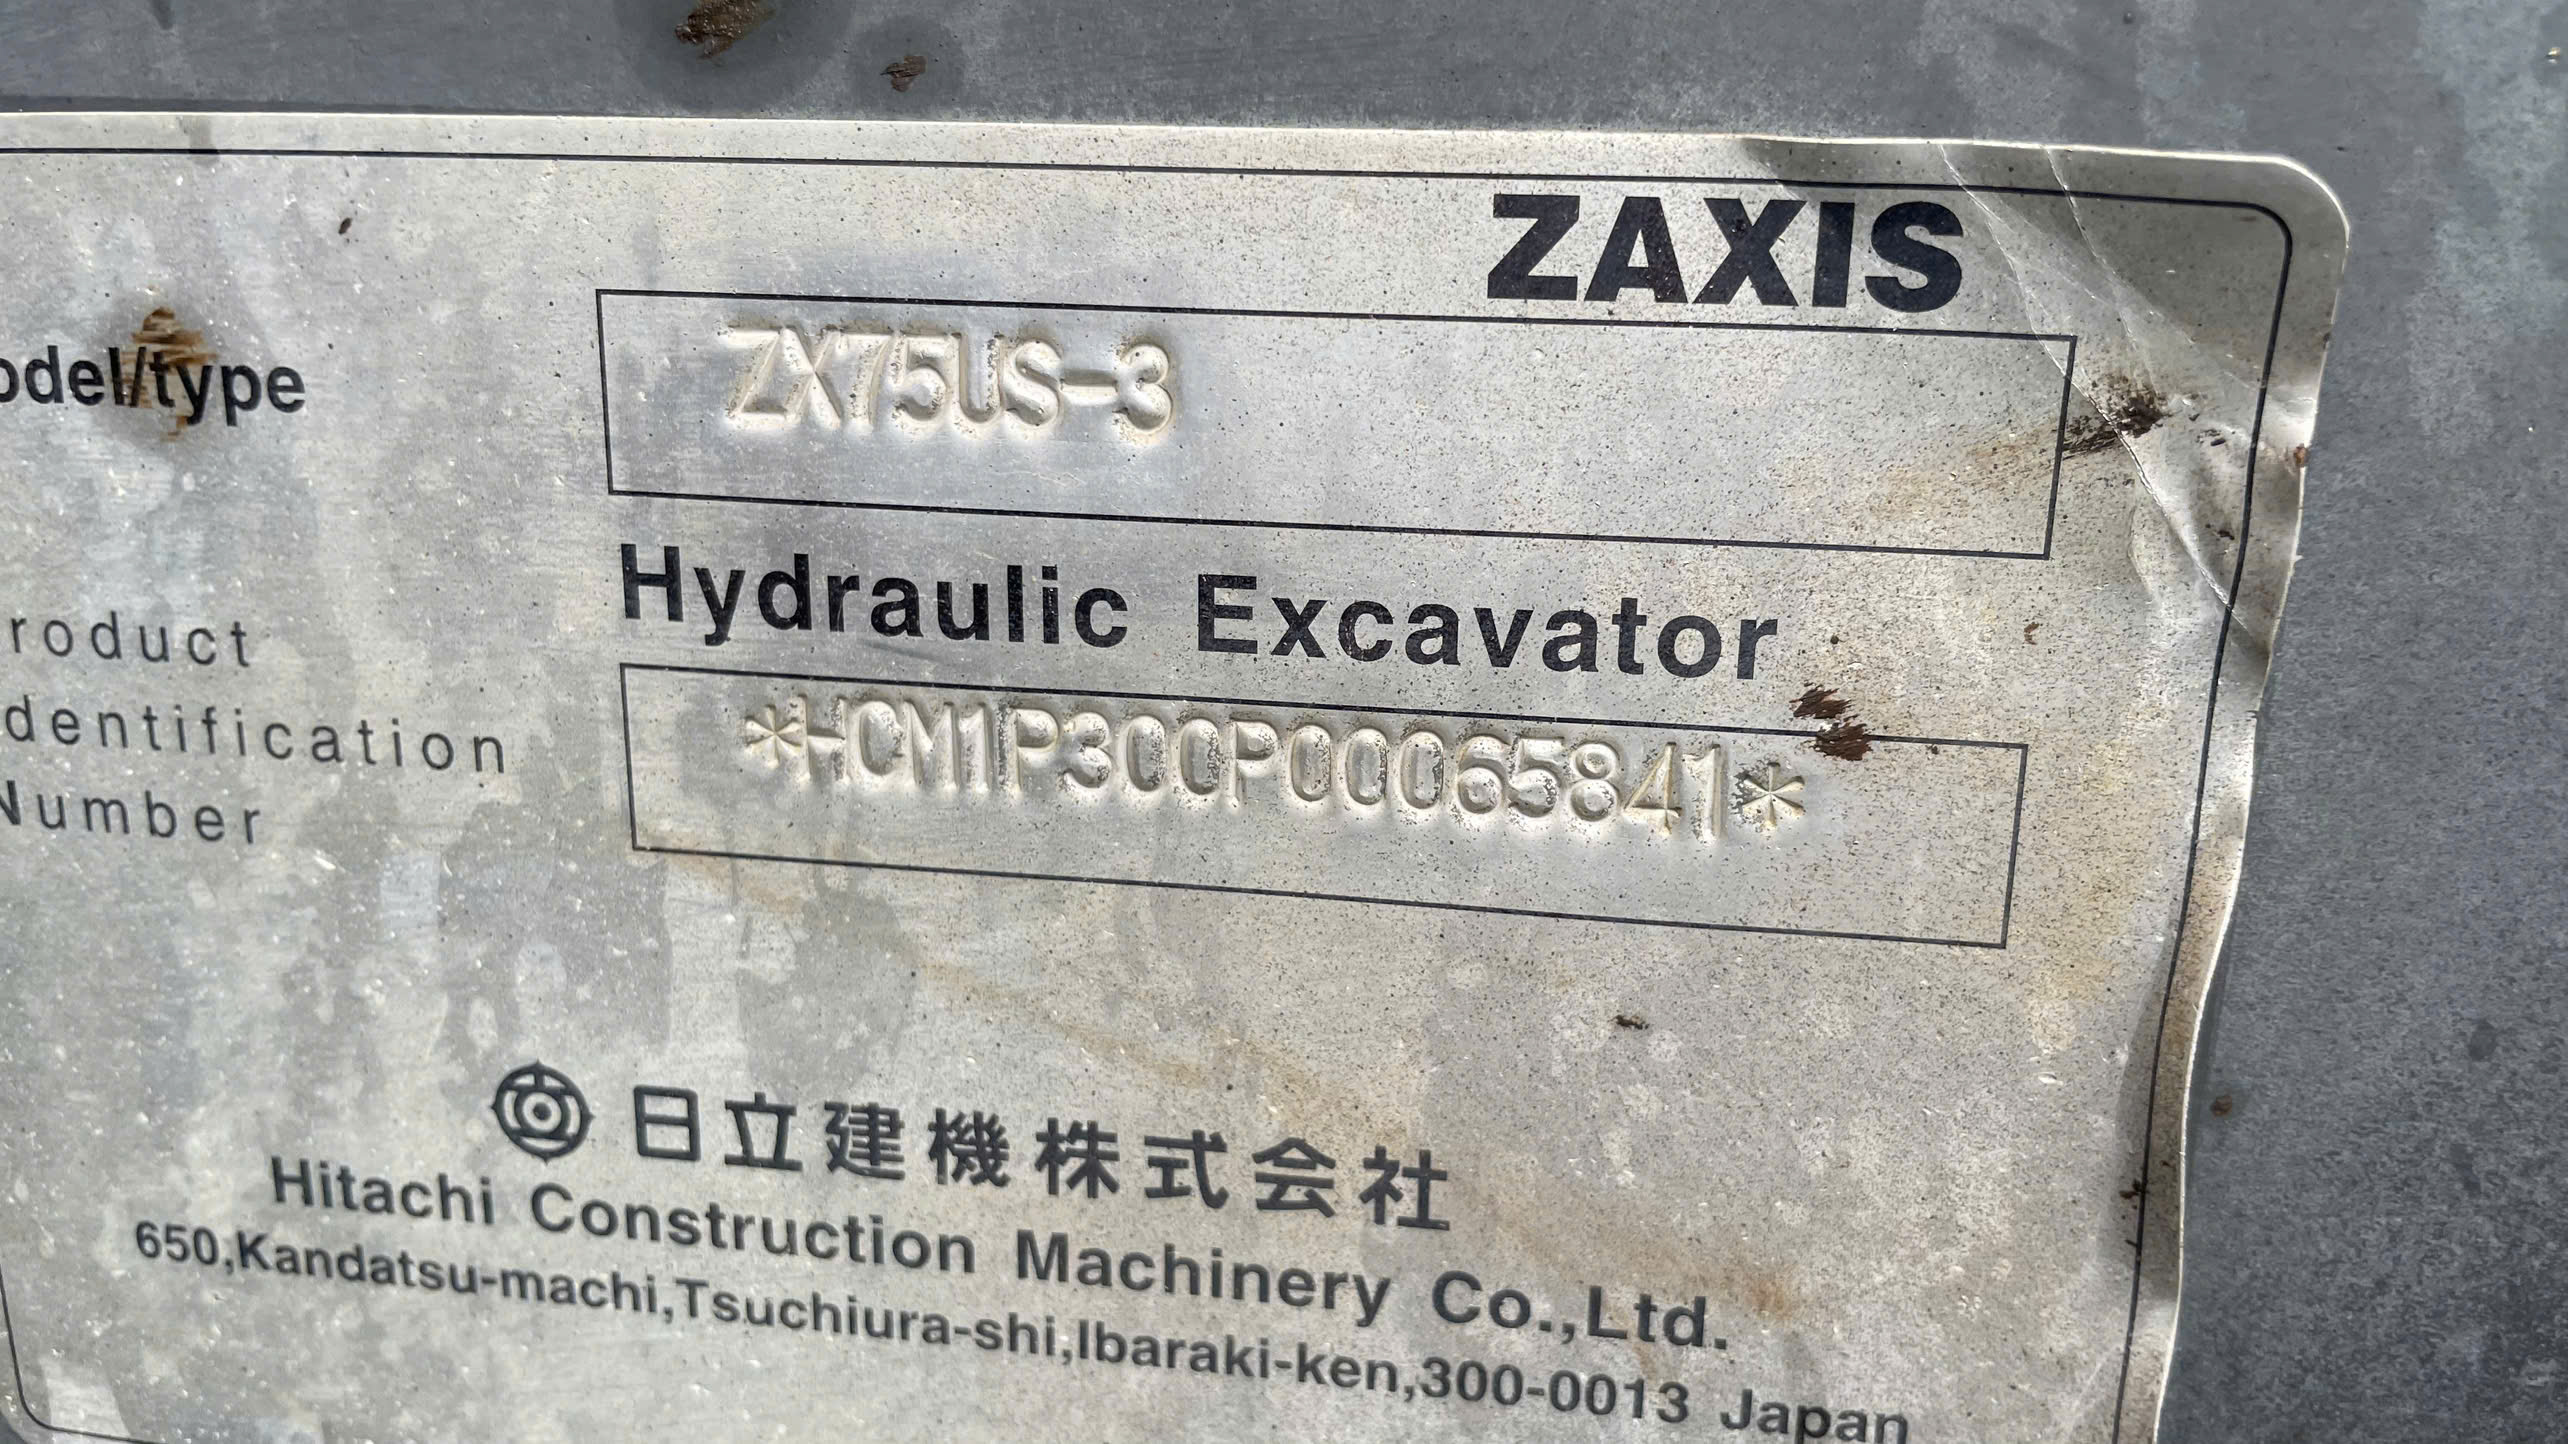 ZAXIS
odel/type ZX75US-3
Hydraulic Excavator
roduct
dentification
Number
*HCM1P300P00065841*
日立建機株式会社
Hitachi Construction Machinery Co.,Ltd.
650,Kandatsu-machi,Tsuchiura-shi,Ibaraki-ken,300-0013 Japan